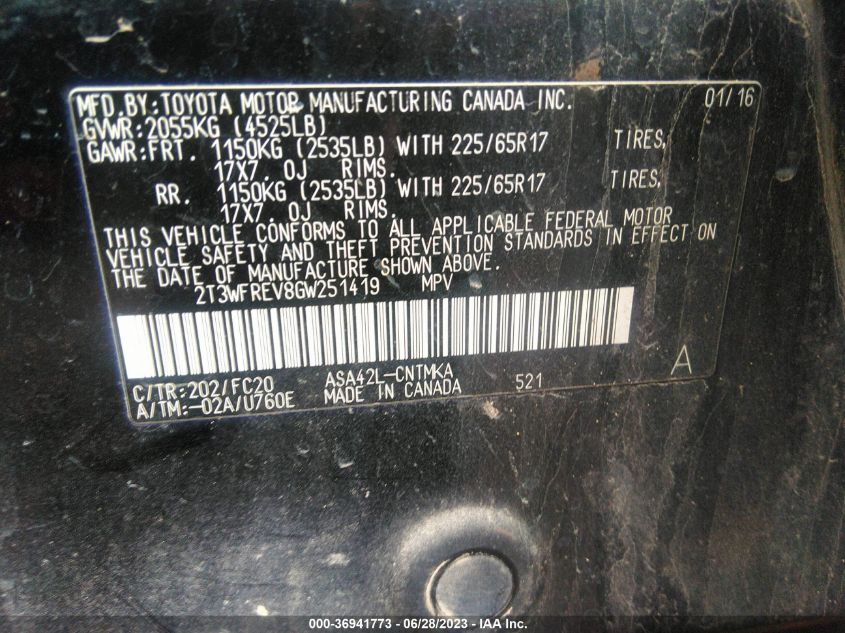 MFD.BY:TOYOTA MOTOR MANUFACTURING CANADA INC. 01/16
GVWR:2055KG (4525LB)
GAWR:FRT. 1150KG (2535LB) WITH 225/65R17 TIRES,
17X7. 0J RIMS.
RR. 1150KG (2535LB) WITH 225/65R17 TIRES,
17X7. 0J RIMS.
THIS VEHICLE CONFORMS TO ALL APPLICABLE FEDERAL MOTOR
VEHICLE SAFETY AND THEFT PREVENTION STANDARDS IN EFFECT ON
THE DATE OF MANUFACTURE SHOWN ABOVE.
2T3WFREV8GW251419 MPV
A
C/TR:202/FC20 ASA42L-CNTMKA 521
A/TM:-02A/U760E MADE IN CANADA
000-36941773 - 06/28/2023 - IAA Inc.